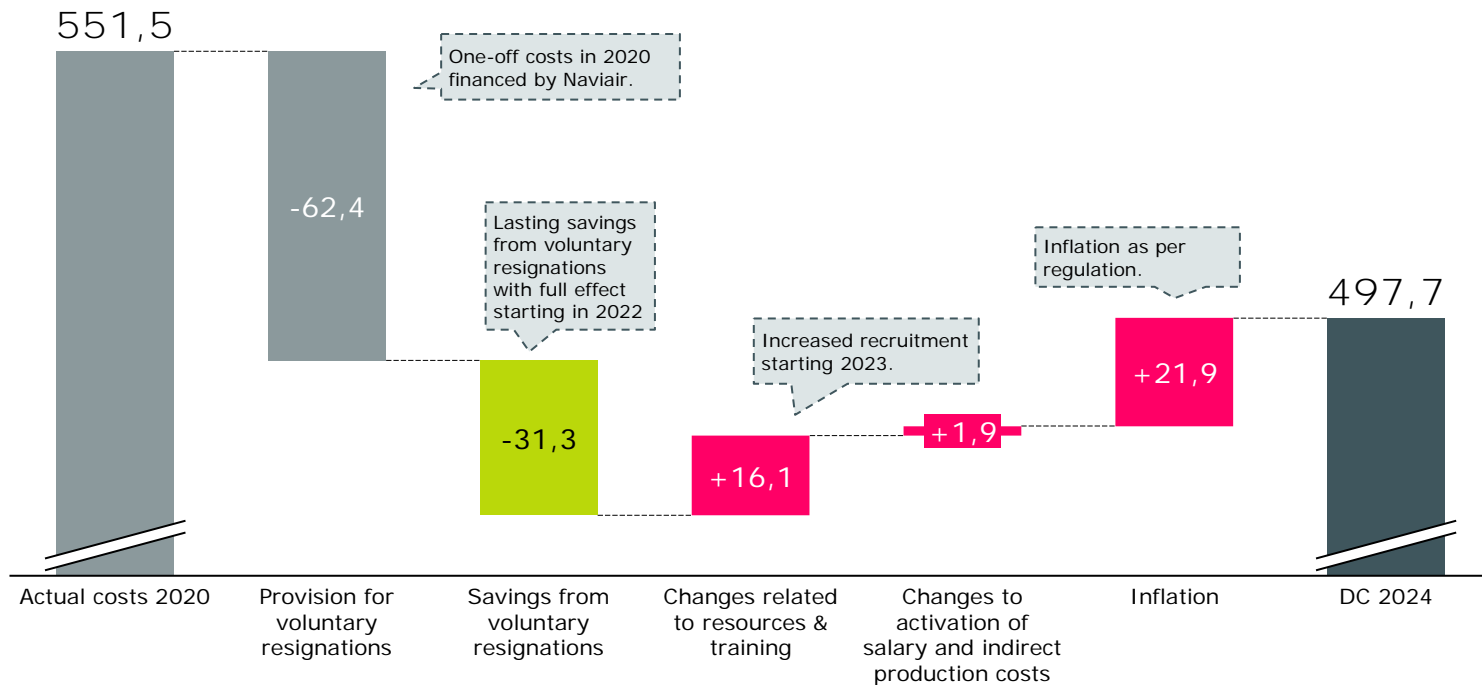 551,5
One-off costs in 2020
financed by Naviair.
-62,4
Lasting savings
from voluntary
resignations
with full effect
starting in 2022
-31,3
Increased recruitment
starting 2023.
+16,1
+1,9
Inflation as per
regulation.
+21,9
497,7
Actual costs 2020
Provision for
voluntary
resignations
Savings from
voluntary
resignations
Changes related
to resources &
training
Changes to
activation of
salary and indirect
production costs
Inflation
DC 2024